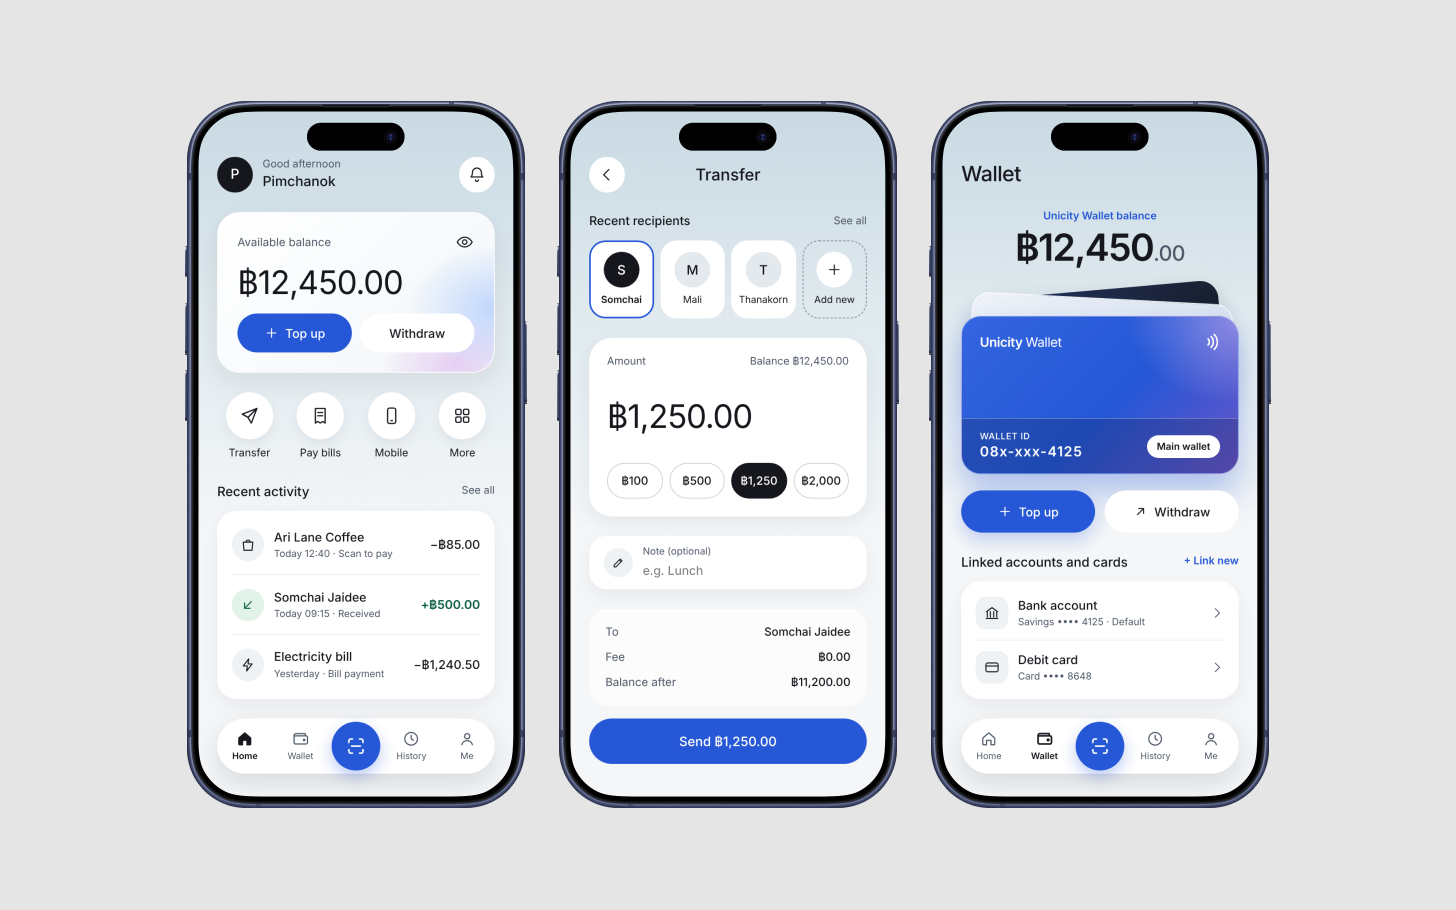 P
Good afternoon
Pimchanok
Available balance
฿12,450.00
Top up
Withdraw
Transfer
Pay bills
Mobile
More
Recent activity
See all
Ari Lane Coffee
Today 12:40 · Scan to pay
−฿85.00
Somchai Jaidee
Today 09:15 · Received
+฿500.00
Electricity bill
Yesterday · Bill payment
−฿1,240.50
Home
Wallet
History
Me
Transfer
Recent recipients
See all
S
Somchai
M
Mali
T
Thanakorn
Add new
Amount
Balance ฿12,450.00
฿1,250.00
฿100
฿500
฿1,250
฿2,000
Note (optional)
e.g. Lunch
To
Somchai Jaidee
Fee
฿0.00
Balance after
฿11,200.00
Send ฿1,250.00
Wallet
Unicity Wallet balance
฿12,450.00
Unicity Wallet
WALLET ID
08x-xxx-4125
Main wallet
Top up
Withdraw
Linked accounts and cards
+ Link new
Bank account
Savings •••• 4125 · Default
Debit card
Card •••• 8648
Home
Wallet
History
Me